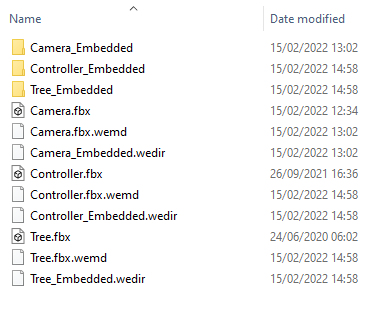 Name Date modified
Camera_Embedded 15/02/2022 13:02
Controller_Embedded 15/02/2022 14:58
Tree_Embedded 15/02/2022 14:58
Camera.fbx 15/02/2022 12:34
Camera.fbx.wemd 15/02/2022 13:02
Camera_Embedded.wedir 15/02/2022 13:02
Controller.fbx 26/09/2021 16:36
Controller.fbx.wemd 15/02/2022 14:58
Controller_Embedded.wedir 15/02/2022 14:58
Tree.fbx 24/06/2020 06:02
Tree.fbx.wemd 15/02/2022 14:58
Tree_Embedded.wedir 15/02/2022 14:58